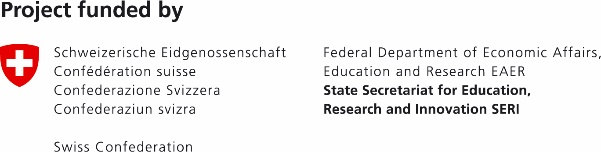 Project funded by
Schweizerische Eidgenossenschaft
Confédération suisse
Confederazione Svizzera
Confederaziun svizra
Swiss Confederation
Federal Department of Economic Affairs,
Education and Research EAER
State Secretariat for Education,
Research and Innovation SERI